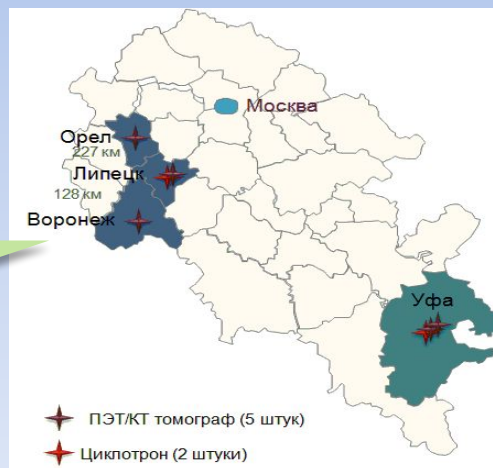 Москва
Орел
227 км
Липецк
128 км
Воронеж
Уфа
ПЭТ/КТ томограф (5 штук)
Циклотрон (2 штуки)